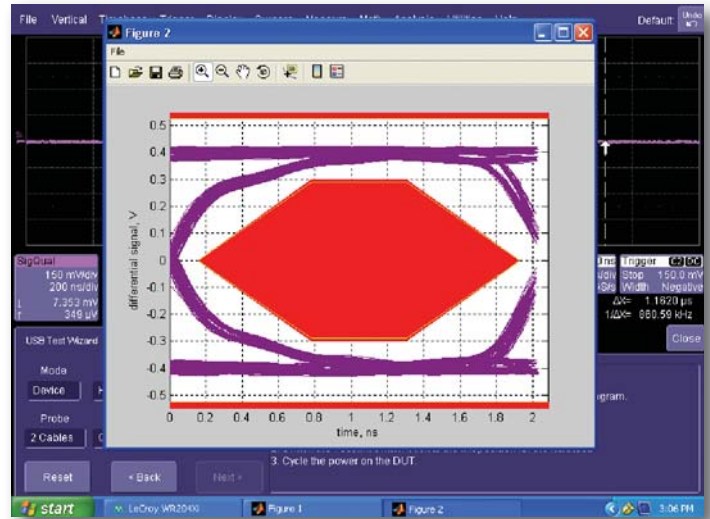 File Vertical
Default Undo
Figure 2
File
0.5
0.4
0.3
0.2
0.1
0
-0.1
-0.2
-0.3
-0.4
-0.5
differential signal, V
0 0.2 0.4 0.6 0.8 1 1.2 1.4 1.6 1.8 2
time, ns
SigQual
150 mV/div
200 ns/div
7.353 mV
349 µV
Trigger C2 DC
Stop 150.0 mV
Width Negative
ΔX= 1.1620 µs
1/ΔX= 860.59 kHz
USB Test Wizard
Close
Mode
Device
Probe
2 Cables
3. Cycle the power on the DUT.
Reset < Back Next >
start LeCroy Figure 1 Figure 2 3:06 PM